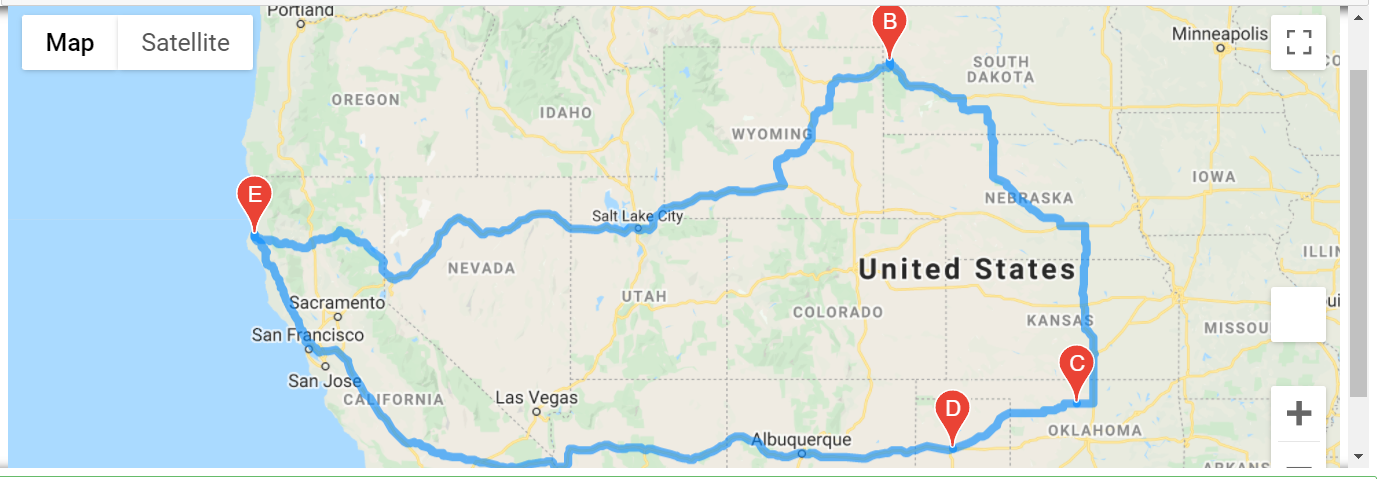 Portland
Map
Satellite
B
Minneapolis
SOUTH
DAKOTA
OREGON
IDAHO
WYOMING
IOWA
E
NEBRASKA
Salt Lake City
NEVADA
United States
ILLIN
UTAH
Sacramento
COLORADO
KANSAS
MISSOU
San Francisco
C
San Jose
CALIFORNIA
Las Vegas
D
OKLAHOMA
Albuquerque
ARKANS